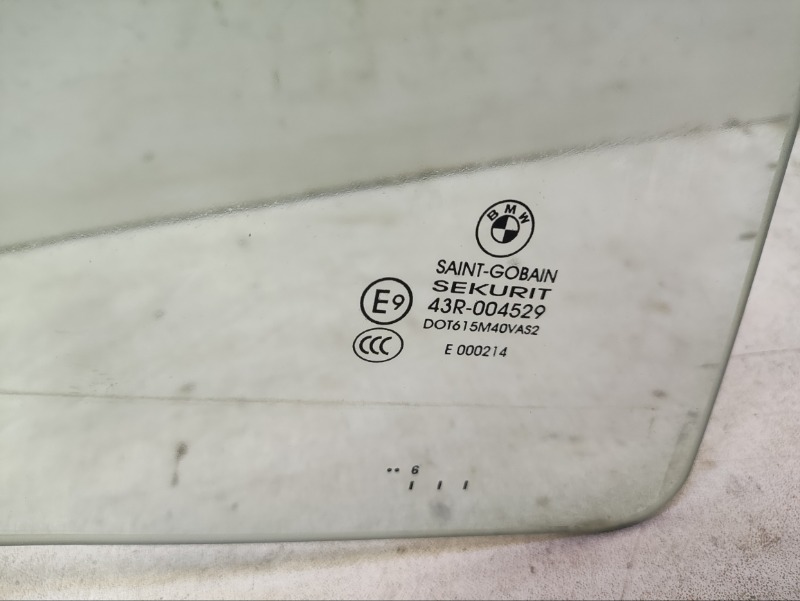 BMW
SAINT-GOBAIN
SEKURIT
E9
43R-004529
DOT615M40VAS2
CCC
E 000214
•• 6